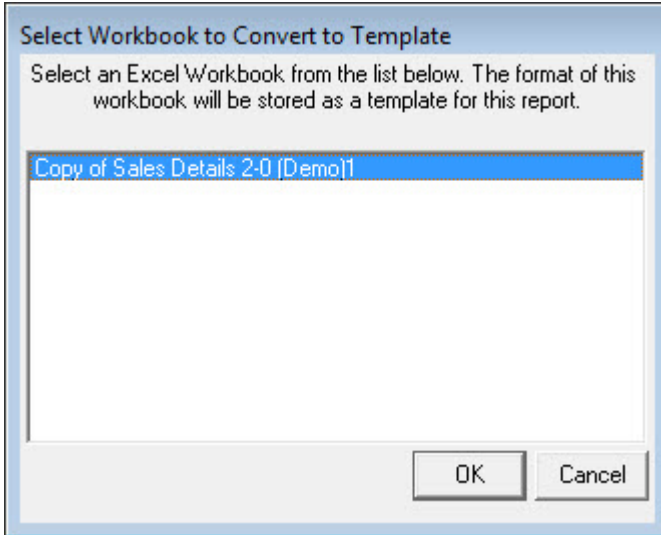 Select Workbook to Convert to Template
Select an Excel Workbook from the list below. The format of this
workbook will be stored as a template for this report.
Copy of Sales Details 2-0 (Demo)1
OK
Cancel